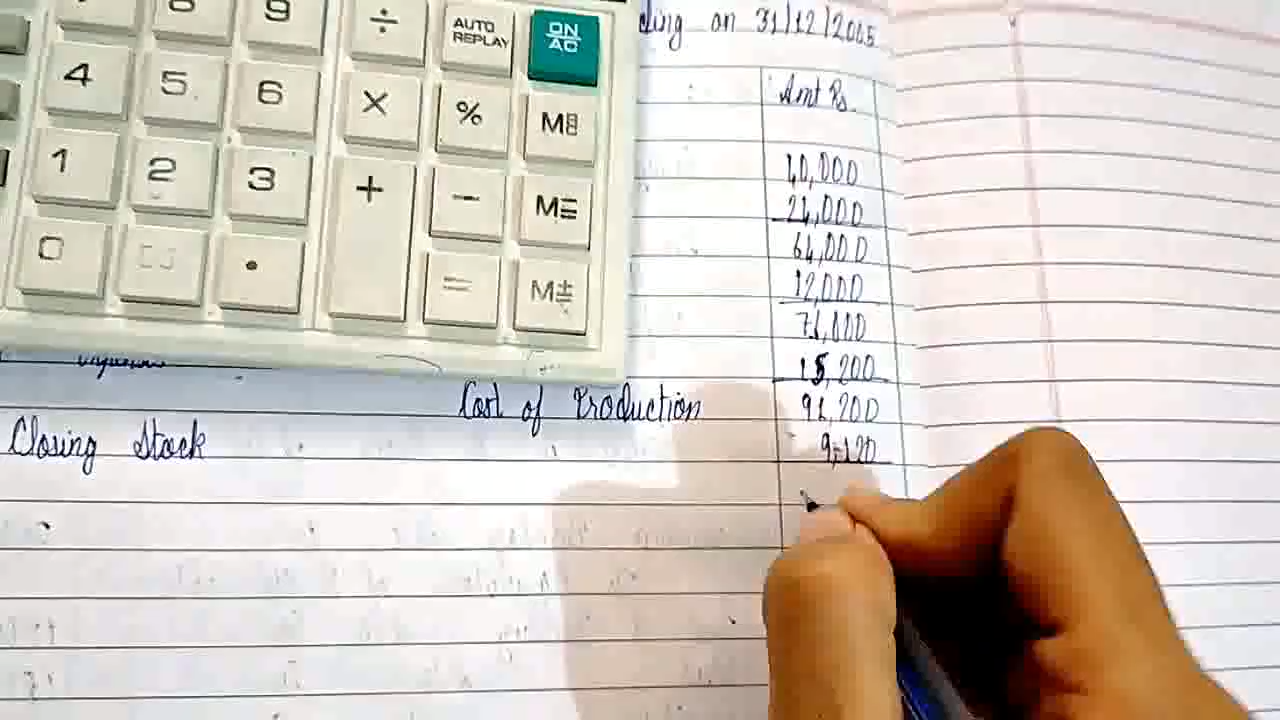 8 9 ÷ AUTO REPLAY ON AC
4 5 6 × %
1 2 3 + − =
0 •
ding on 31/12/2005
Amt Rs.
40,000
24,000
64,000
12,000
76,000
15,200
Cost of Production 91,200
Closing Stock 9,120